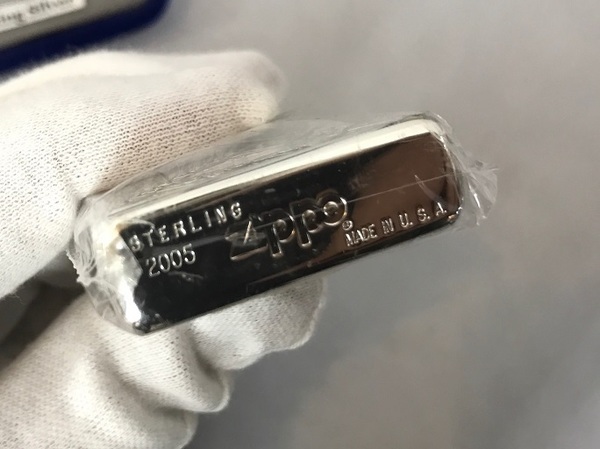 STERLING
2005
Zippo
®
MADE IN U.S.A.